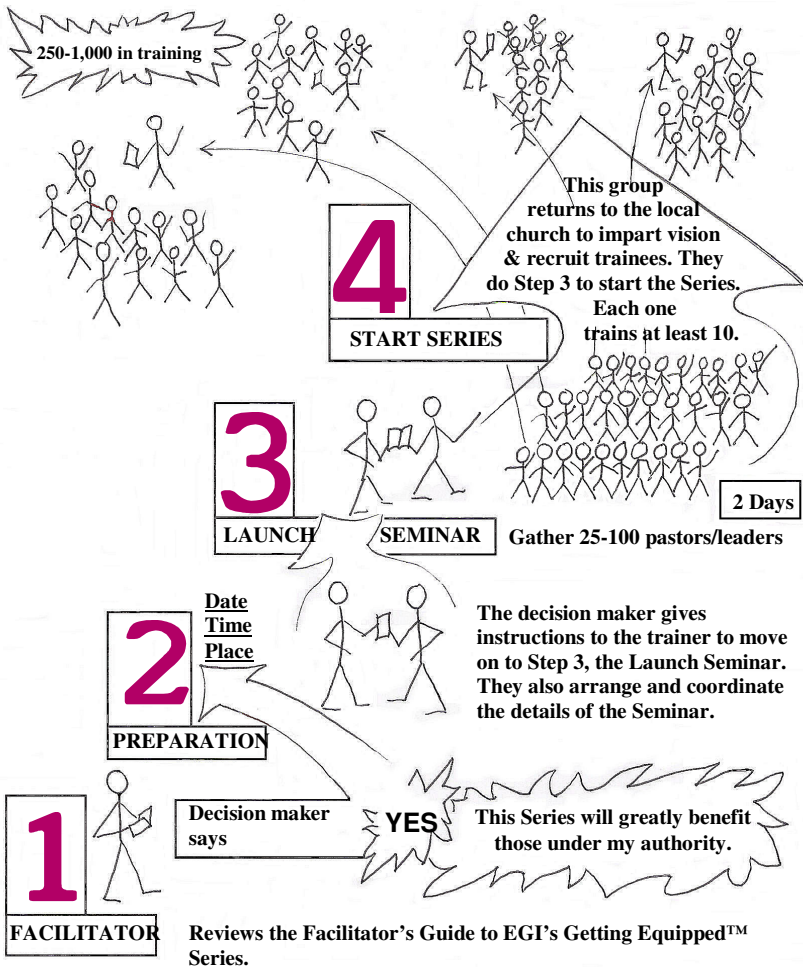 250-1,000 in training
This group
returns to the local
church to impart vision
& recruit trainees. They
do Step 3 to start the Series.
Each one
trains at least 10.
4
START SERIES
3
LAUNCH SEMINAR
2 Days
Gather 25-100 pastors/leaders
Date
Time
Place
2
PREPARATION
The decision maker gives
instructions to the trainer to move
on to Step 3, the Launch Seminar.
They also arrange and coordinate
the details of the Seminar.
1
FACILITATOR
Decision maker
says
YES
This Series will greatly benefit
those under my authority.
Reviews the Facilitator’s Guide to EGI’s Getting Equipped™
Series.